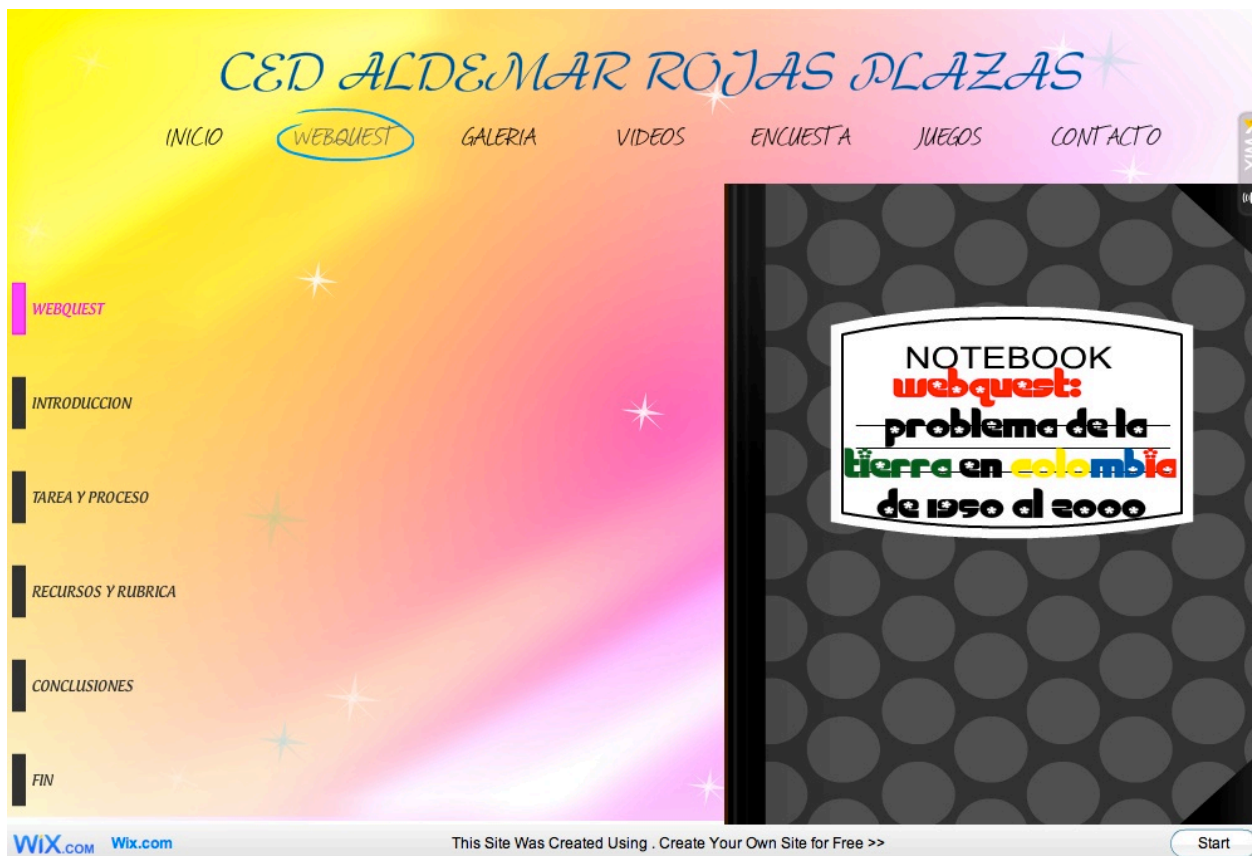 CED ALDEMAR ROJAS PLAZAS
INICIO WEBQUEST GALERIA VIDEOS ENCUESTA JUEGOS CONTACTO
WEBQUEST
INTRODUCCION
TAREA Y PROCESO
RECURSOS Y RUBRICA
CONCLUSIONES
FIN
NOTEBOOK
webquest:
problema de la
tierra en colombia
de 1950 al 2000
WiX
WiX.COM Wix.com This Site Was Created Using . Create Your Own Site for Free >> Start